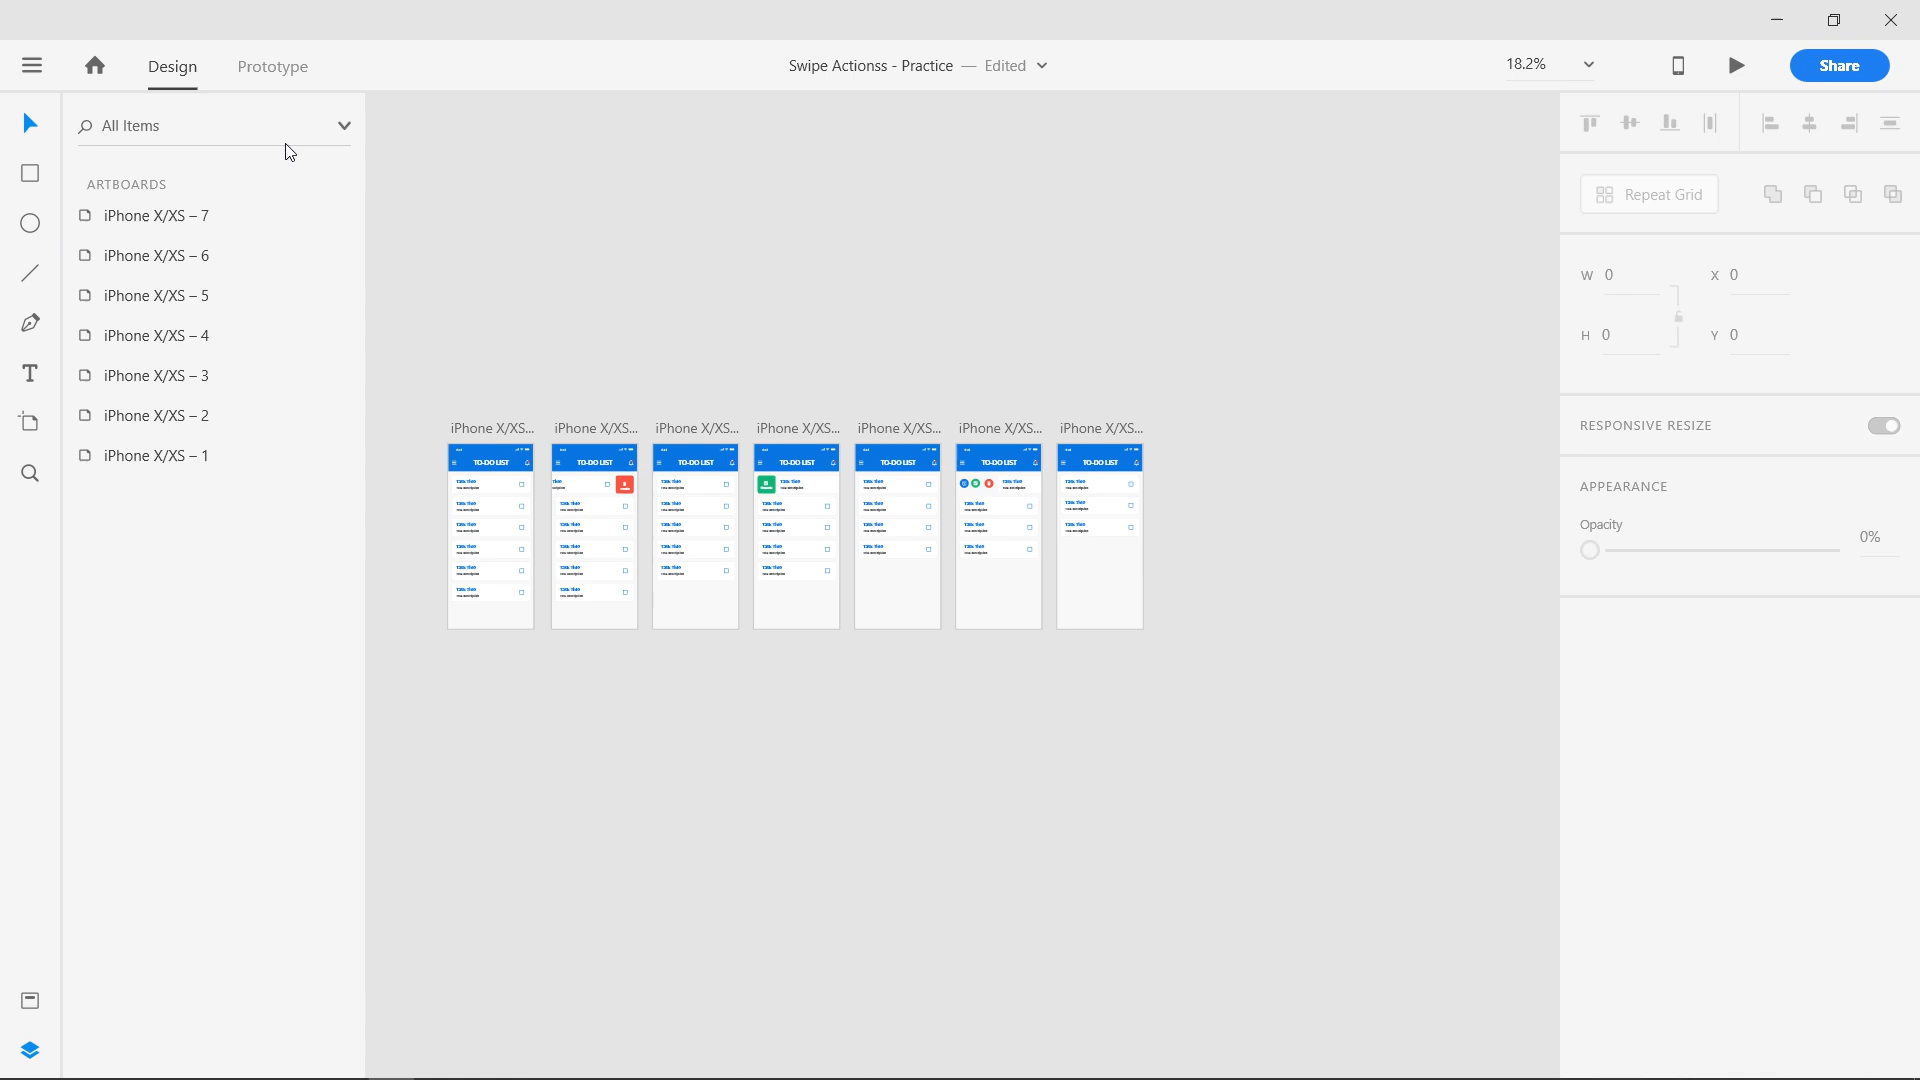 Design
Prototype
Swipe Actionss - Practice — Edited
18.2%
Share
All Items
ARTBOARDS
iPhone X/XS – 7
iPhone X/XS – 6
iPhone X/XS – 5
iPhone X/XS – 4
iPhone X/XS – 3
iPhone X/XS – 2
iPhone X/XS – 1
iPhone X/XS... iPhone X/XS... iPhone X/XS... iPhone X/XS... iPhone X/XS... iPhone X/XS... iPhone X/XS...
TO-DO LIST TO-DO LIST TO-DO LIST TO-DO LIST TO-DO LIST TO-DO LIST TO-DO LIST
Repeat Grid
W 0 X 0
H 0 Y 0
RESPONSIVE RESIZE
APPEARANCE
Opacity
0%